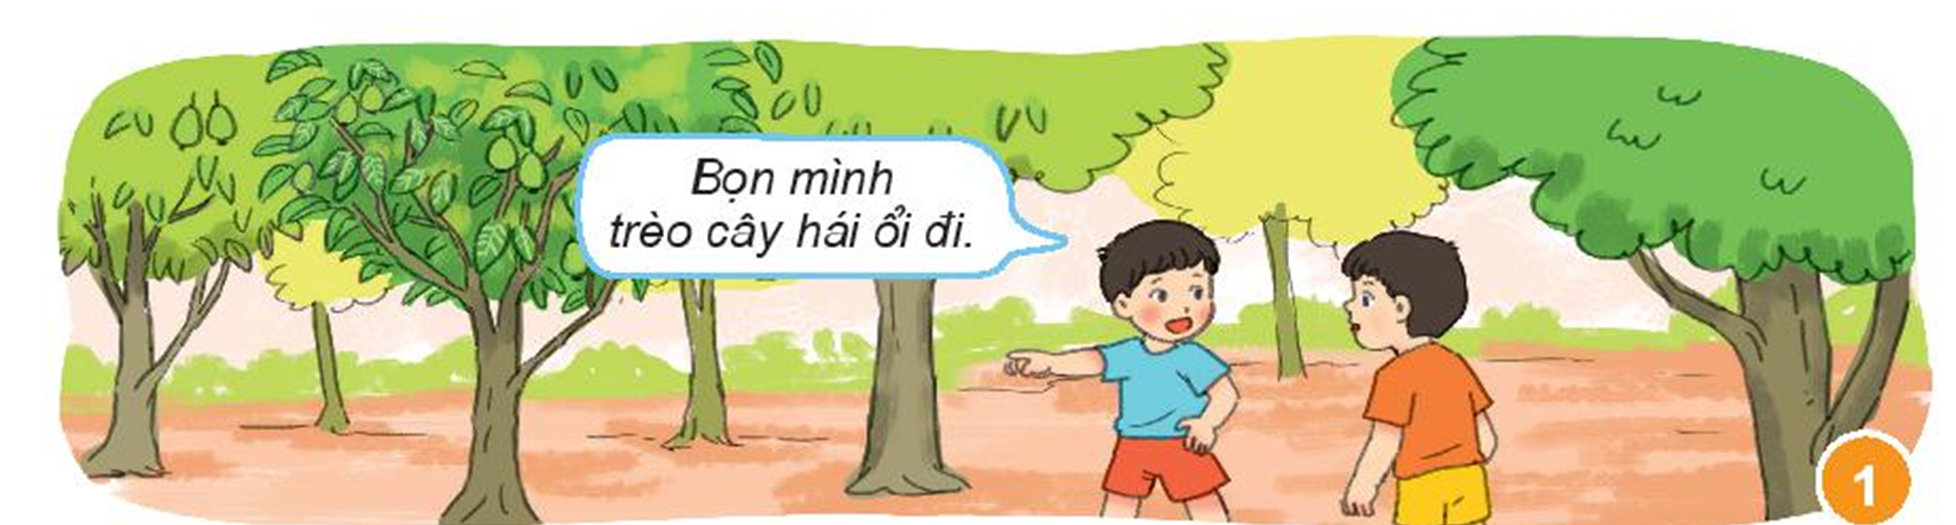 Bọn mình
trèo cây hái ổi đi.
1